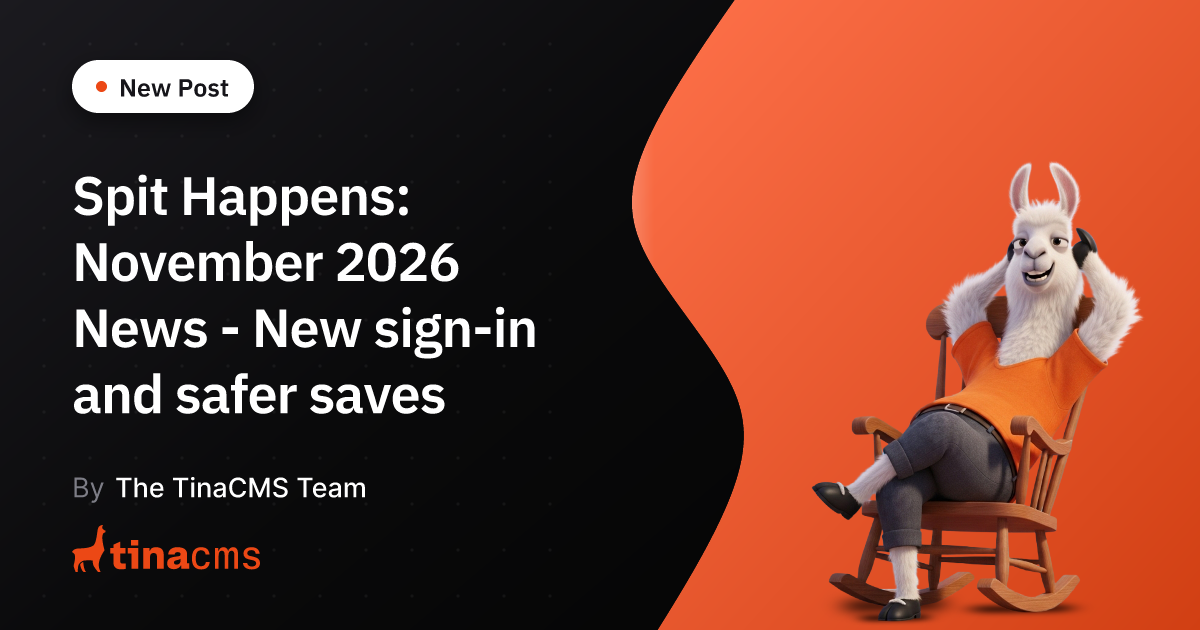 New Post
Spit Happens:
November 2026
News - New sign-in
and safer saves
By The TinaCMS Team
tinacms